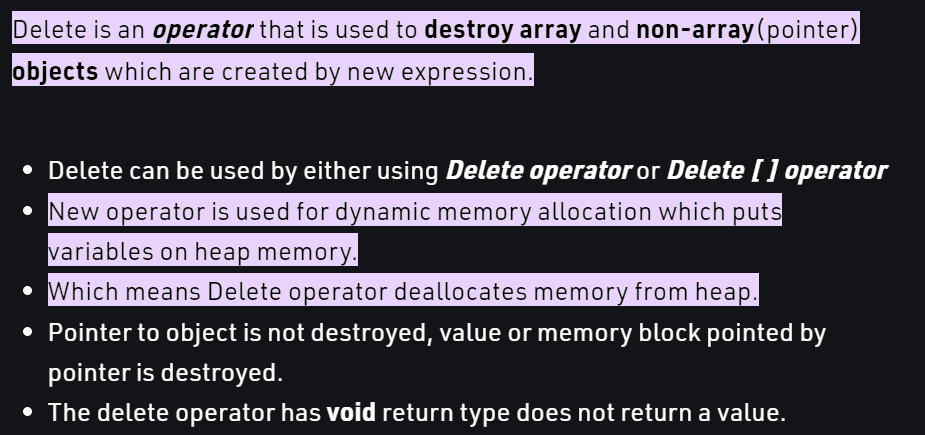 Delete is an operator that is used to destroy array and non-array(pointer)
objects which are created by new expression.
• Delete can be used by either using Delete operator or Delete [ ] operator
• New operator is used for dynamic memory allocation which puts
variables on heap memory.
• Which means Delete operator deallocates memory from heap.
• Pointer to object is not destroyed, value or memory block pointed by
pointer is destroyed.
• The delete operator has void return type does not return a value.